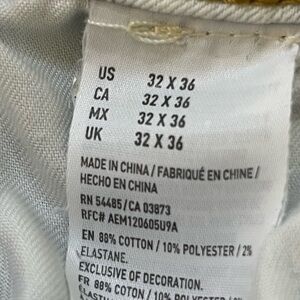 US 32 X 36
CA 32 X 36
MX 32 X 36
UK 32 X 36
MADE IN CHINA / FABRIQUÉ EN CHINE /
HECHO EN CHINA
RN 54485/CA 03873
RFC# AEM120605U9A
EN 88% COTTON / 10% POLYESTER / 2%
ELASTANE.
EXCLUSIVE OF DECORATION.
FR 88% COTON / 10% POLYESTER / 2%